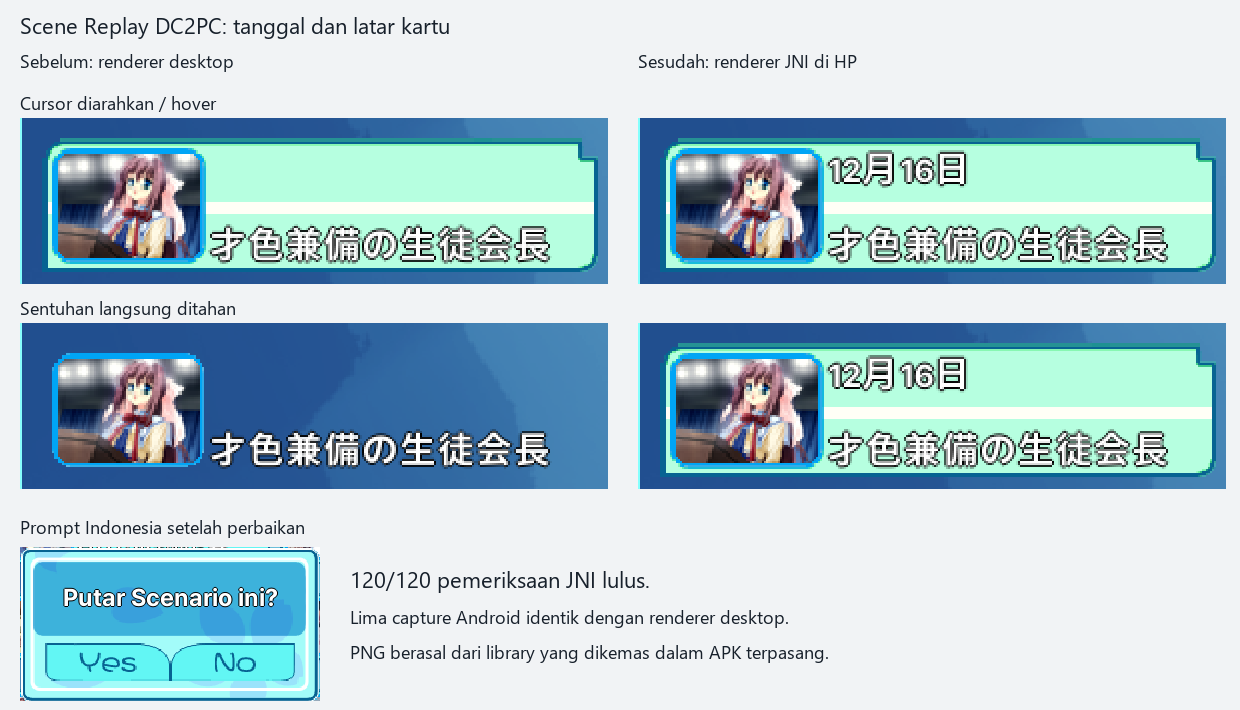 Scene Replay DC2PC: tanggal dan latar kartu
Sebelum: renderer desktop
Sesudah: renderer JNI di HP
Cursor diarahkan / hover
才色兼備の生徒会長
12月16日
才色兼備の生徒会長
Sentuhan langsung ditahan
才色兼備の生徒会長
12月16日
才色兼備の生徒会長
Prompt Indonesia setelah perbaikan
Putar Scenario ini?
Yes
No
120/120 pemeriksaan JNI lulus.
Lima capture Android identik dengan renderer desktop.
PNG berasal dari library yang dikemas dalam APK terpasang.